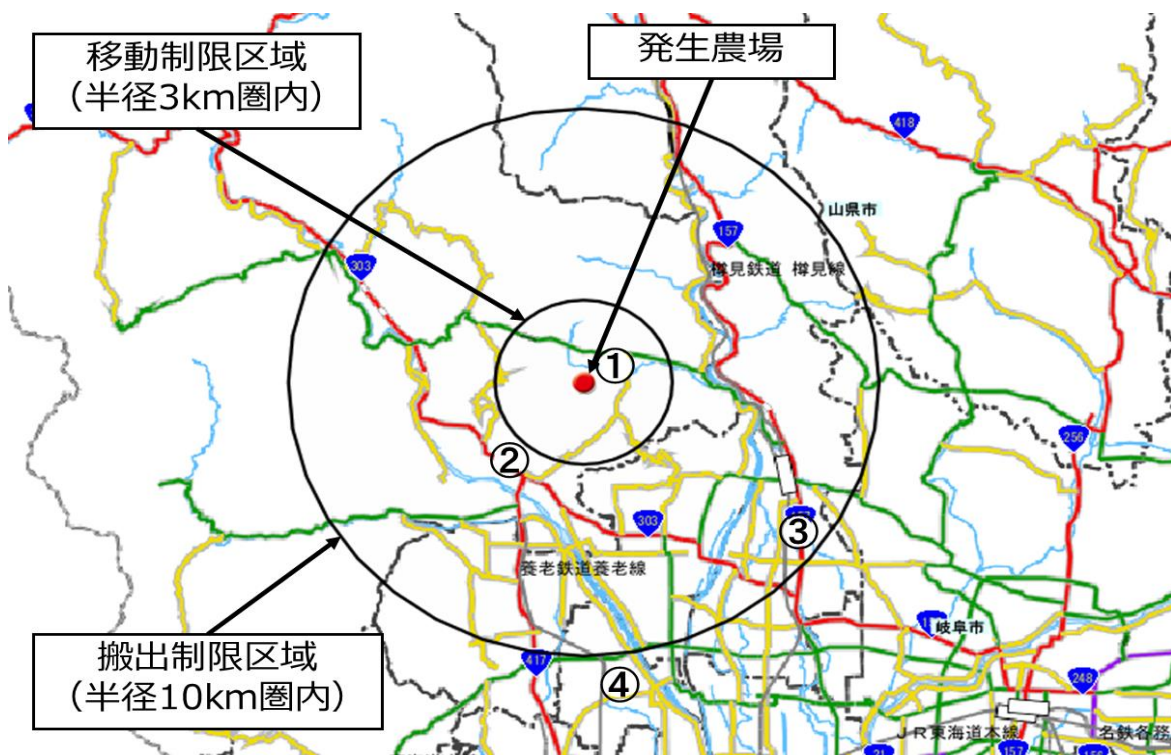 移動制限区域
（半径3km圏内）
発生農場
418
山県市
157
樽見鉄道 樽見線
303
①
②
256
③
303
養老鉄道養老線
岐阜市
搬出制限区域
（半径10km圏内）
417
④
248
JR東海道本線
名鉄各務
21
157